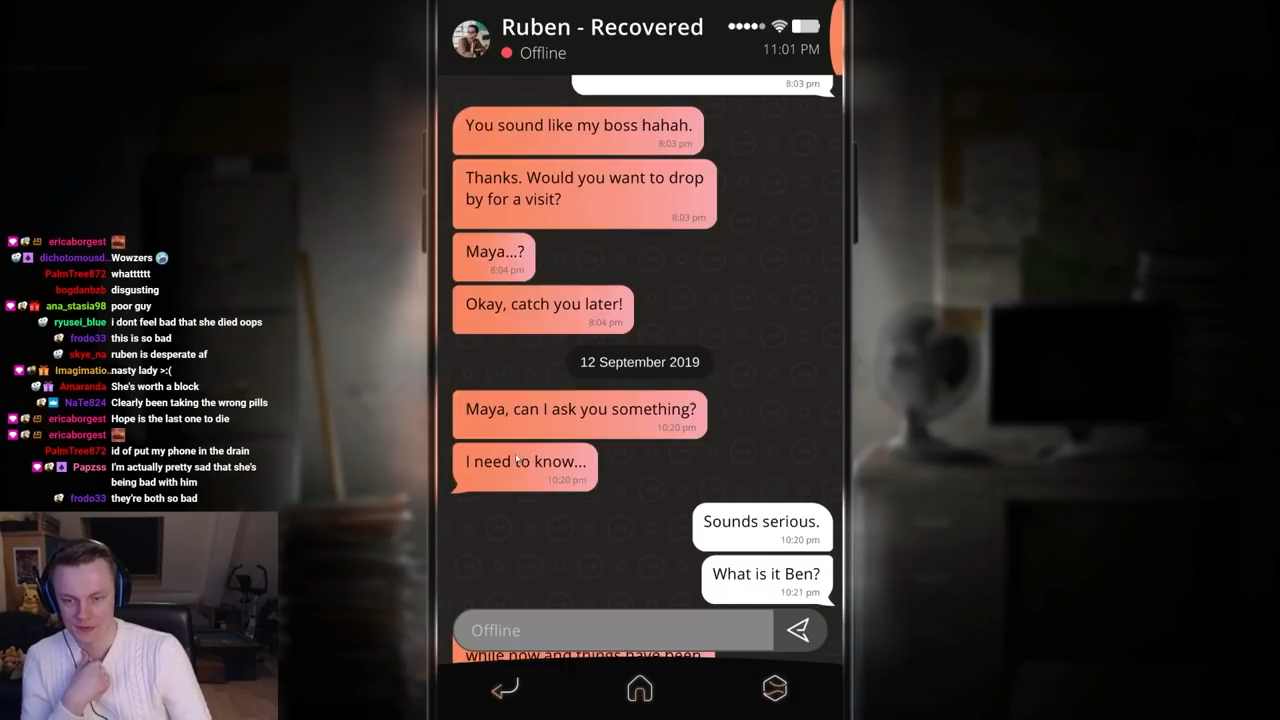 Ruben - Recovered
Offline
11:01 PM
8:03 pm
You sound like my boss hahah.
8:03 pm
Thanks. Would you want to drop
by for a visit?
8:03 pm
Maya...?
8:04 pm
Okay, catch you later!
8:04 pm
12 September 2019
Maya, can I ask you something?
10:20 pm
I need to know...
10:20 pm
Sounds serious.
10:20 pm
What is it Ben?
10:21 pm
Offline
while now and things have been
ericaborgest
dichotomousd.. Wowzers
PalmTree872 whatttttt
bogdanbzb disgusting
ana_stasia98 poor guy
ryusei_blue i dont feel bad that she died oops
frodo33 this is so bad
skye_na ruben is desperate af
Imaginatio.. nasty lady >:(
Amaranda She's worth a block
NaTe824 Clearly been taking the wrong pills
ericaborgest Hope is the last one to die
ericaborgest
PalmTree872 id of put my phone in the drain
Papzss I'm actually pretty sad that she's
being bad with him
frodo33 they're both so bad